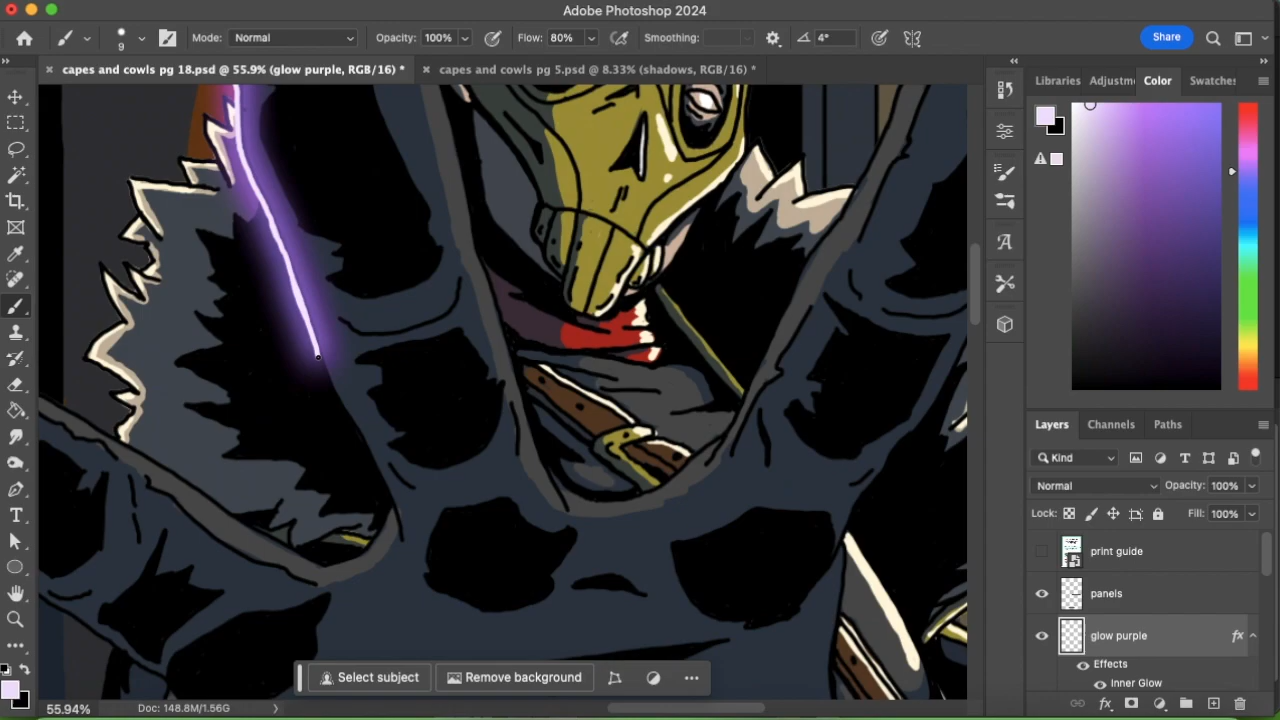 Adobe Photoshop 2024
9
Mode: Normal
Opacity: 100%
Flow: 80%
Smoothing:
4°
Share
capes and cowls pg 18.psd @ 55.9% (glow purple, RGB/16) *
capes and cowls pg 5.psd @ 8.33% (shadows, RGB/16) *
Libraries
Adjustm
Color
Swatches
Layers
Channels
Paths
Kind
Normal
Opacity: 100%
Lock:
Fill: 100%
print guide
panels
glow purple
fx
Effects
Inner Glow
Select subject
Remove background
55.94%
Doc: 148.8M/1.56G